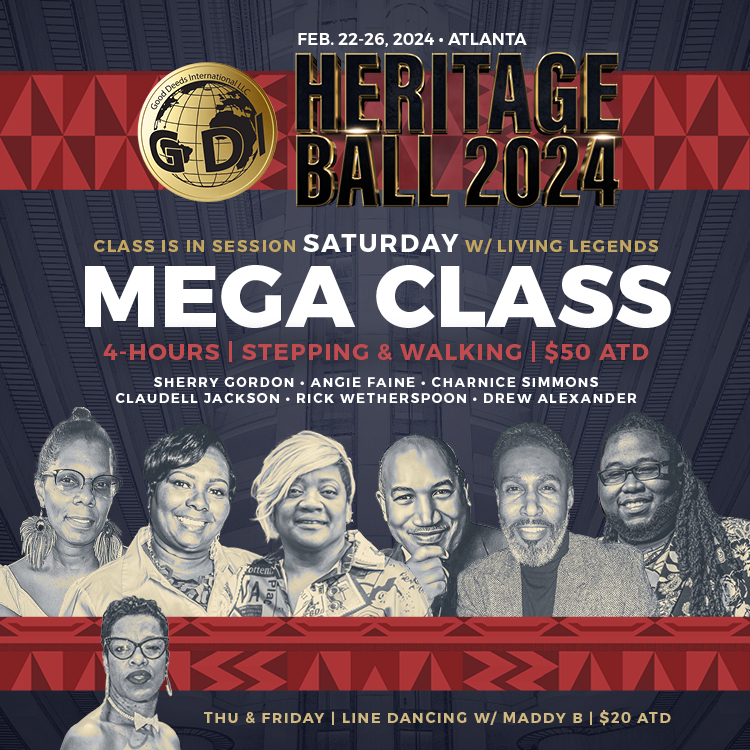 FEB. 22-26, 2024 • ATLANTA
Good Deeds International LLC
GDI
HERITAGE
BALL 2024
CLASS IS IN SESSION SATURDAY W/ LIVING LEGENDS
MEGA CLASS
4-HOURS | STEPPING & WALKING | $50 ATD
SHERRY GORDON • ANGIE FAINE • CHARNICE SIMMONS
CLAUDELL JACKSON • RICK WETHERSPOON • DREW ALEXANDER
THU & FRIDAY | LINE DANCING W/ MADDY B | $20 ATD